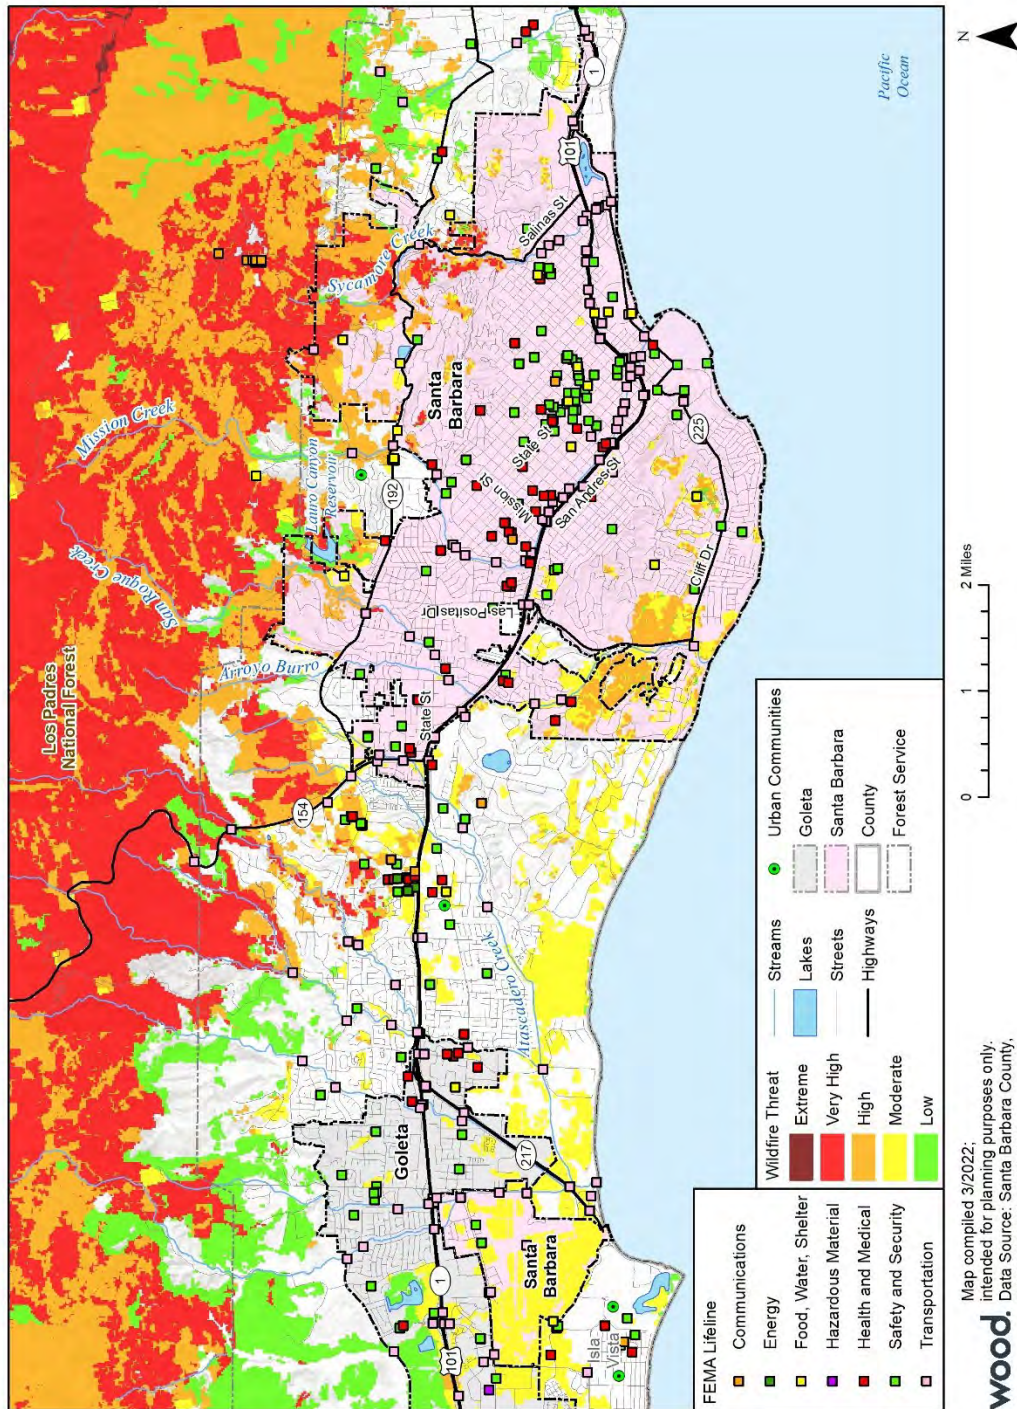 Los Padres
National Forest
San Roque Creek
Mission Creek
Lauro Canyon
Reservoir
Sycamore Creek
Arroyo Burro
Atascadero Creek
Pacific
Ocean
154
192
1
101
225
217
1
101
Goleta
Santa
Barbara
Santa
Barbara
Isla
Vista
State St
Las Positas Dr
Mission St
State St
San Andres St
Salinas St
Cliff Dr
FEMA Lifeline
Communications
Energy
Food, Water, Shelter
Hazardous Material
Health and Medical
Safety and Security
Transportation
Wildfire Threat
Extreme
Very High
High
Moderate
Low
Streams
Lakes
Streets
Highways
Urban Communities
Goleta
Santa Barbara
County
Forest Service
0 1 2 Miles
N
wood.
Map compiled 3/2022;
intended for planning purposes only.
Data Source: Santa Barbara County,